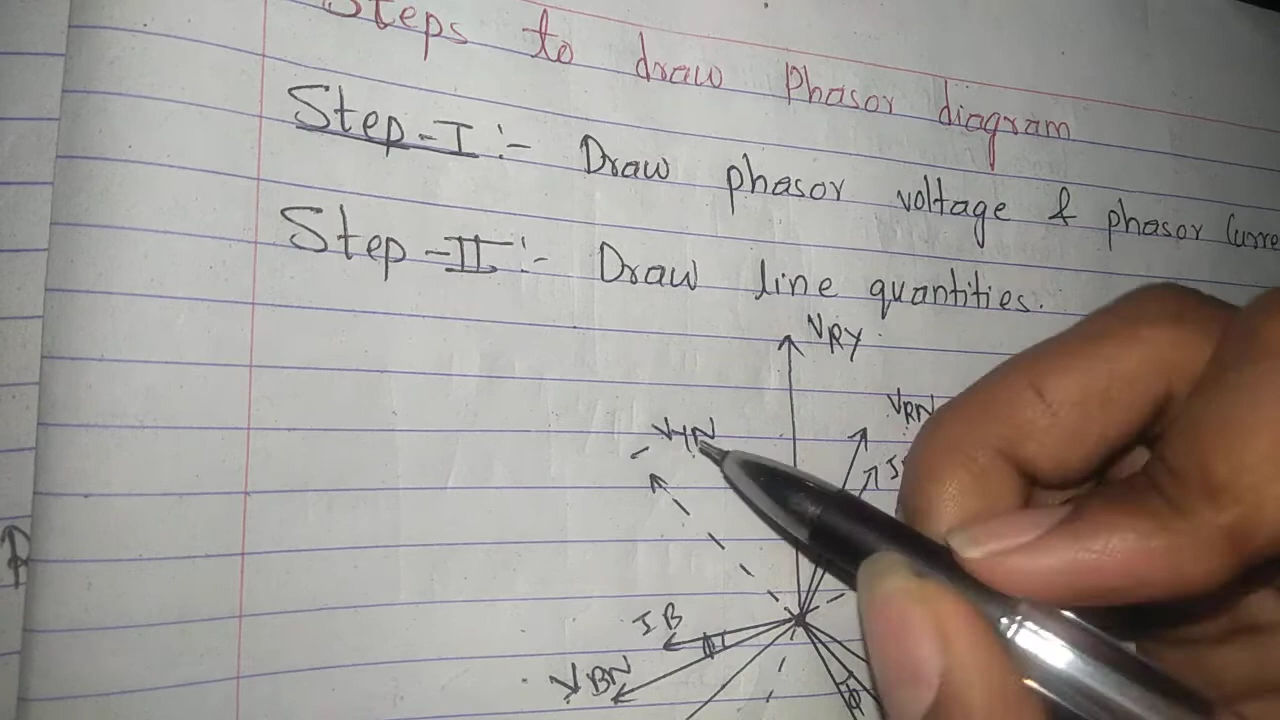 Steps to draw Phasor diagram
Step-I :- Draw phasor voltage & phasor Curre
Step-II :- Draw line quantities.
VRY
VRN
VYN
I
IB
VBN